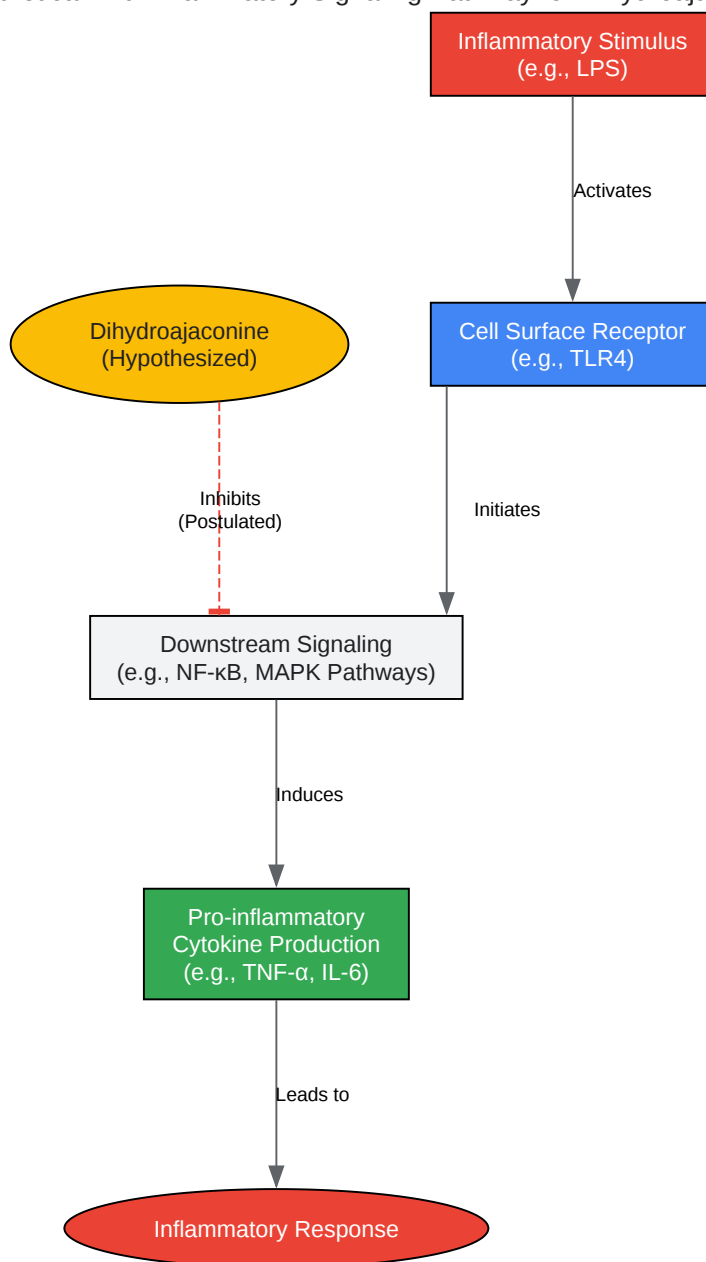 Inflammatory Stimulus
(e.g., LPS)
Activates
Dihydroajaconine
(Hypothesized)
Cell Surface Receptor
(e.g., TLR4)
Inhibits
(Postulated)
Initiates
Downstream Signaling
(e.g., NF-κB, MAPK Pathways)
Induces
Pro-inflammatory
Cytokine Production
(e.g., TNF-α, IL-6)
Leads to
Inflammatory Response